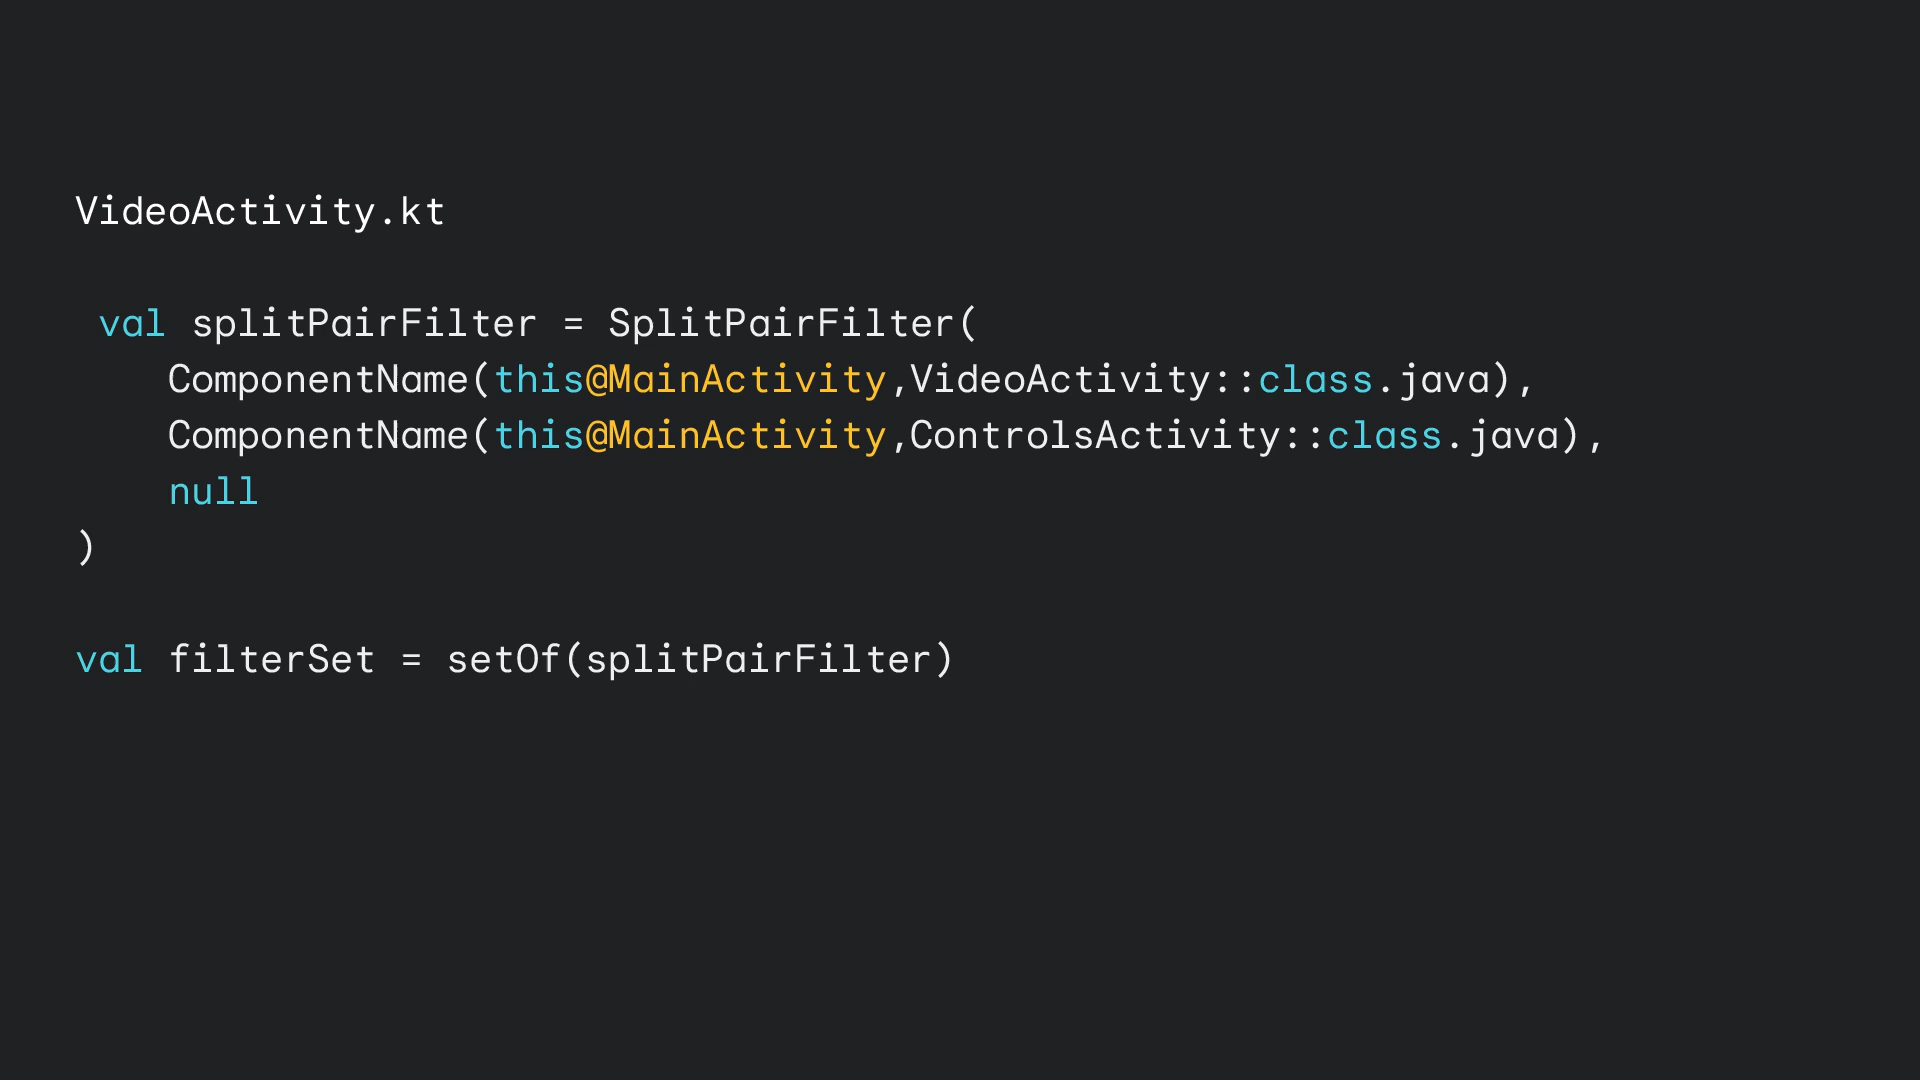 VideoActivity.kt
val splitPairFilter = SplitPairFilter(
ComponentName(this@MainActivity,VideoActivity::class.java),
ComponentName(this@MainActivity,ControlsActivity::class.java),
null
)
val filterSet = setOf(splitPairFilter)